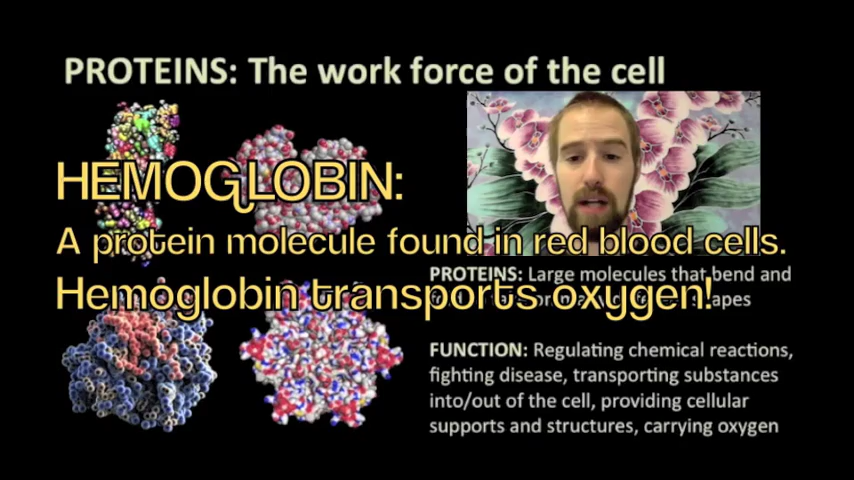 PROTEINS: The work force of the cell
HEMOGLOBIN:
A protein molecule found in red blood cells.
Hemoglobin transports oxygen!
PROTEINS: Large molecules that bend and
shapes
FUNCTION: Regulating chemical reactions,
fighting disease, transporting substances
into/out of the cell, providing cellular
supports and structures, carrying oxygen